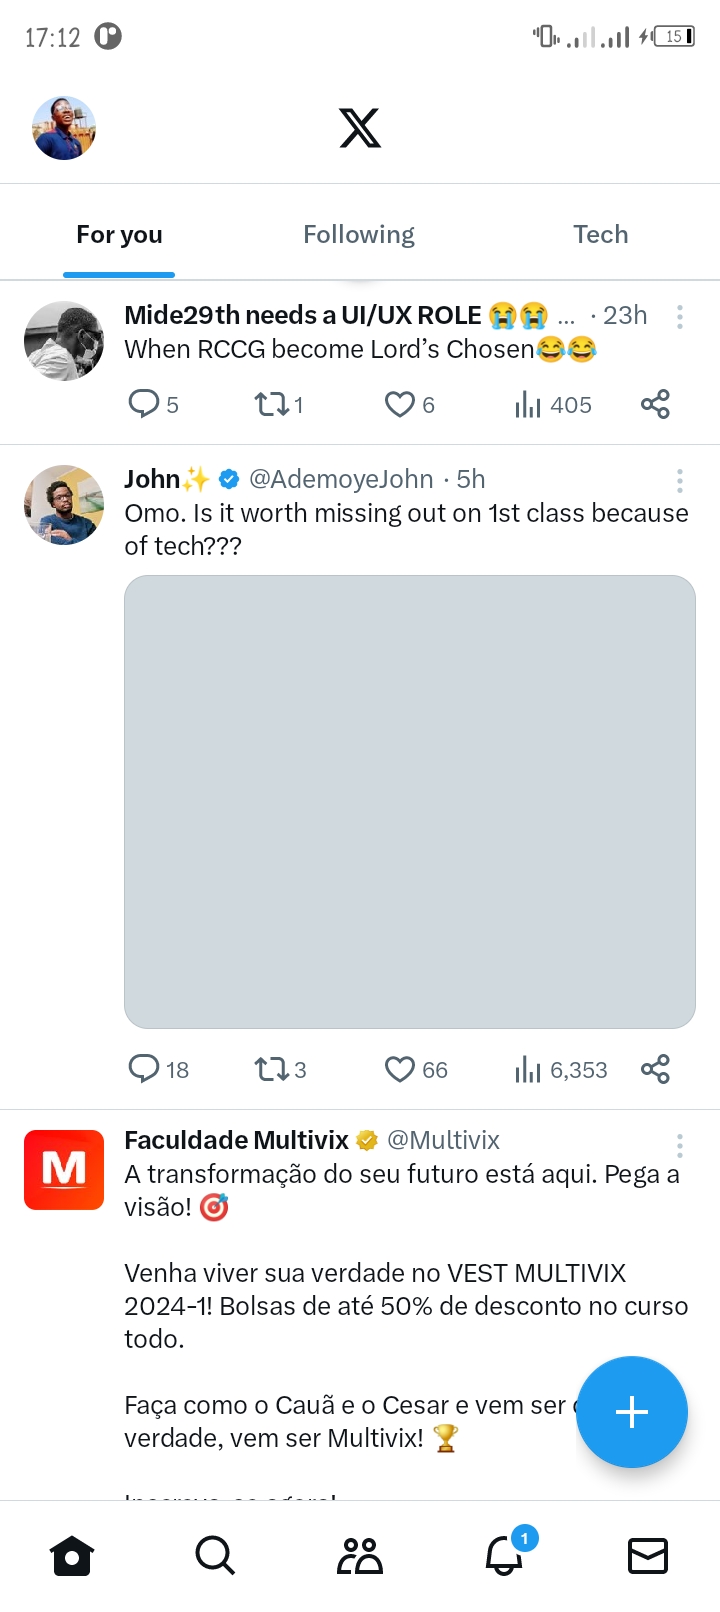 17:12
15
X
For you Following Tech
Mide29th needs a UI/UX ROLE 😭😭 ... · 23h
When RCCG become Lord’s Chosen😂😂
5 1 6 405
John✨ @AdemoyeJohn · 5h
Omo. Is it worth missing out on 1st class because
of tech???
18 3 66 6,353
M
Faculdade Multivix @Multivix
A transformação do seu futuro está aqui. Pega a
visão! 🎯
Venha viver sua verdade no VEST MULTIVIX
2024-1! Bolsas de até 50% de desconto no curso
todo.
Faça como o Cauã e o Cesar e vem ser
verdade, vem ser Multivix! 🏆
1